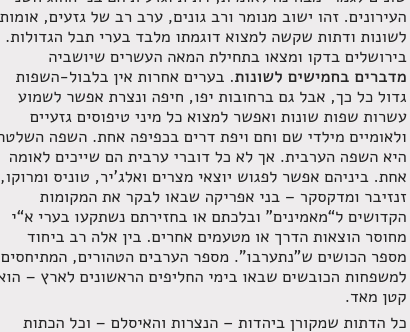 העירונים. זהו ישוב מנומר ורב גונים, ערב רב של גזעים, אומות
לשונות ודתות שקשה למצוא דוגמתו מלבד בערי תבל הגדולות.
בירושלים בדקו ומצאו בתחילת המאה העשרים שיושביה
מדברים בחמישים לשונות. בערים אחרות אין בלבול-השפות
גדול כל כך, אבל גם ברחובות יפו, חיפה ונצרת אפשר לשמוע
עשרות שפות שונות ואפשר למצוא כל מיני טיפוסים גזעיים
ולאומיים מילדי שם וחם ויפת דרים בכפיפה אחת. השפה השלטת
היא השפה הערבית. אך לא כל דוברי ערבית הם שייכים לאומה
אחת. ביניהם אפשר לפגוש יוצאי מצרים ואלג'יר, טוניס ומרוקו,
זנזיבר ומדקסקר – בני אפריקה שבאו לבקר את המקומות
הקדושים ל"מאמינים" ובלכתם או בחזירתם נשתקעו בערי א"י
מחוסר הוצאות הדרך או מטעמים אחרים. בין אלה רב ביחוד
מספר הכושים ש"נתערבו". מספר הערבים הטהורים, המתיחסים
למשפחות הכובשים שבאו בימי החליפים הראשונים לארץ – הוא
קטן מאד.
כל הדתות שמקורן ביהדות – הנצרות והאיסלם – וכל הכתות